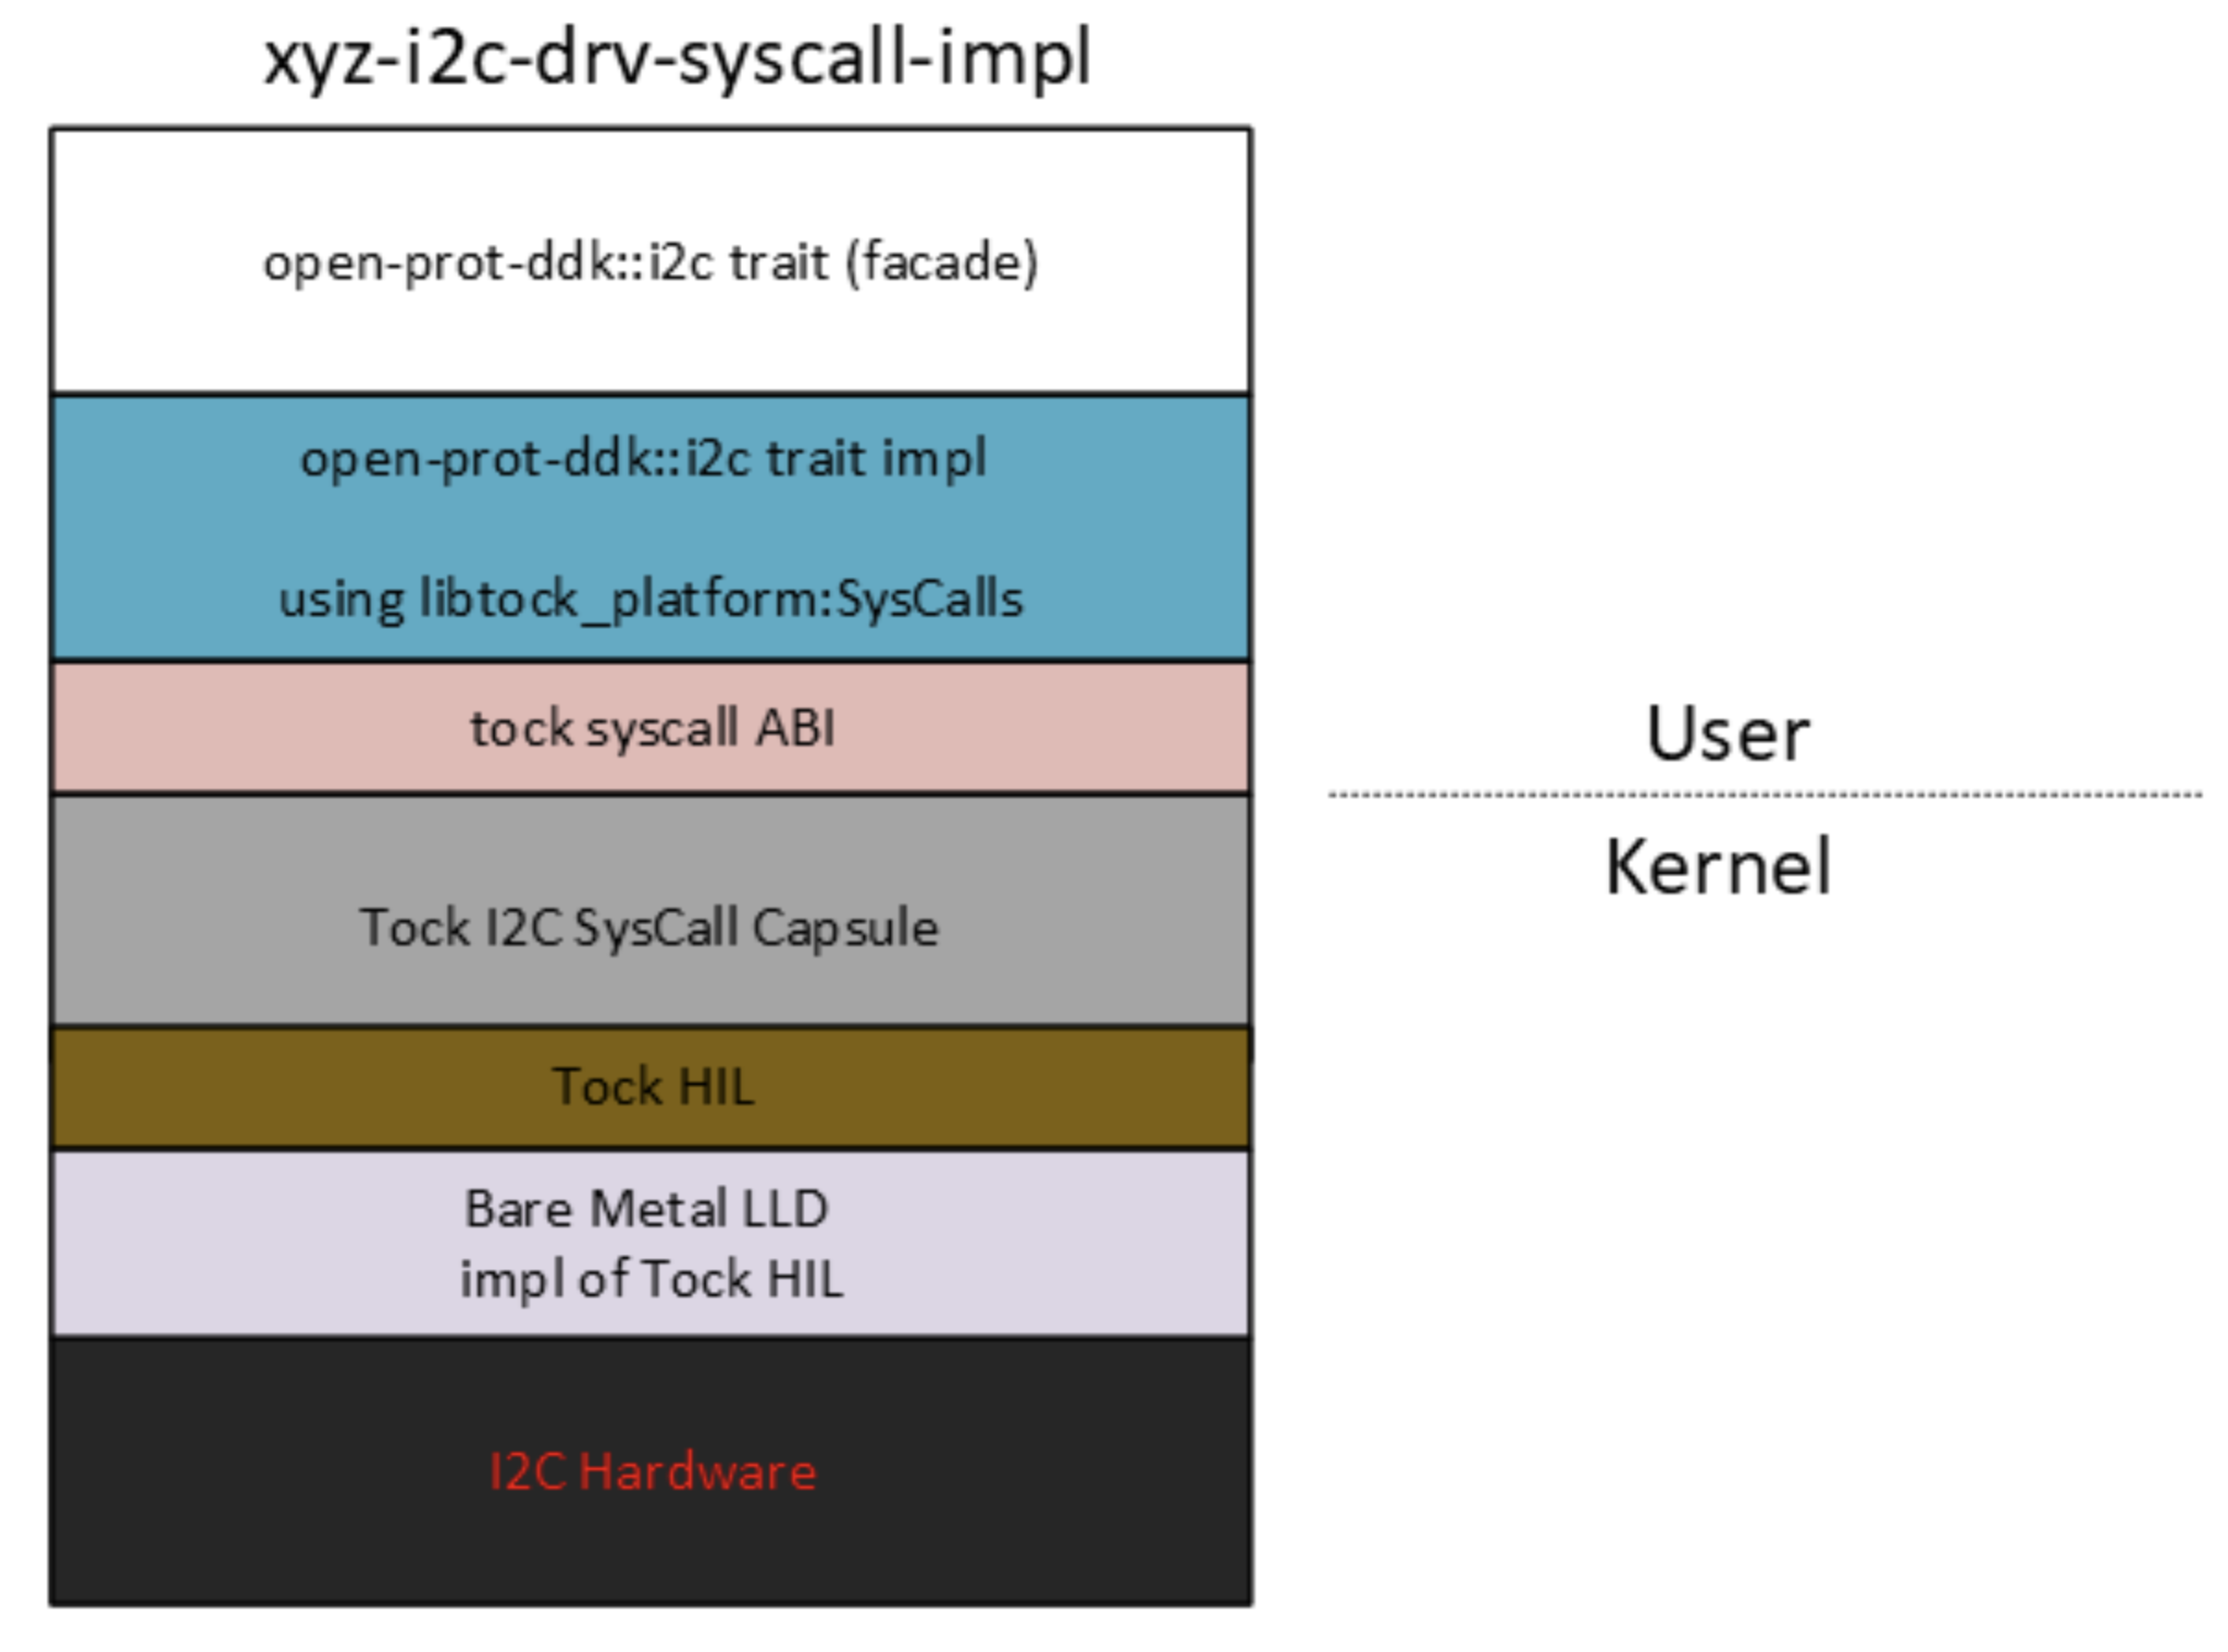 xyz-i2c-drv-syscall-impl
open-prot-ddk::i2c trait (facade)
open-prot-ddk::i2c trait impl
using libtock_platform:SysCalls
tock syscall ABI
User
Kernel
Tock I2C SysCall Capsule
Tock HIL
Bare Metal LLD
impl of Tock HIL
I2C Hardware